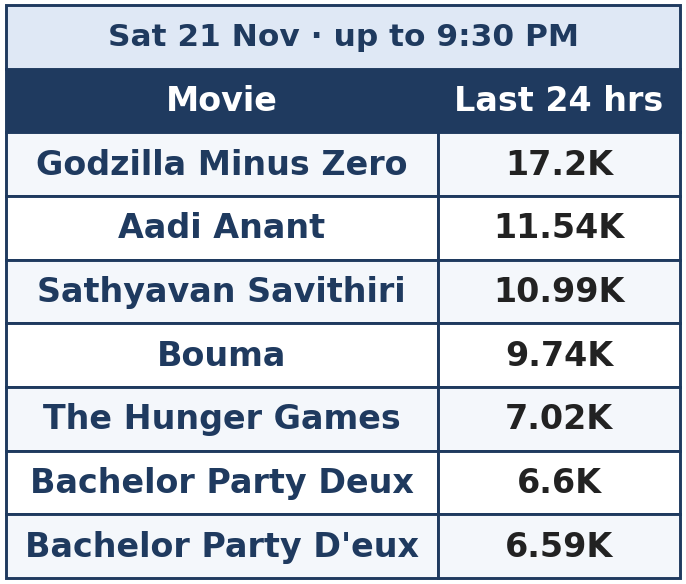 Sat 21 Nov · up to 9:30 PM
Movie Last 24 hrs
Godzilla Minus Zero 17.2K
Aadi Anant 11.54K
Sathyavan Savithiri 10.99K
Bouma 9.74K
The Hunger Games 7.02K
Bachelor Party Deux 6.6K
Bachelor Party D'eux 6.59K